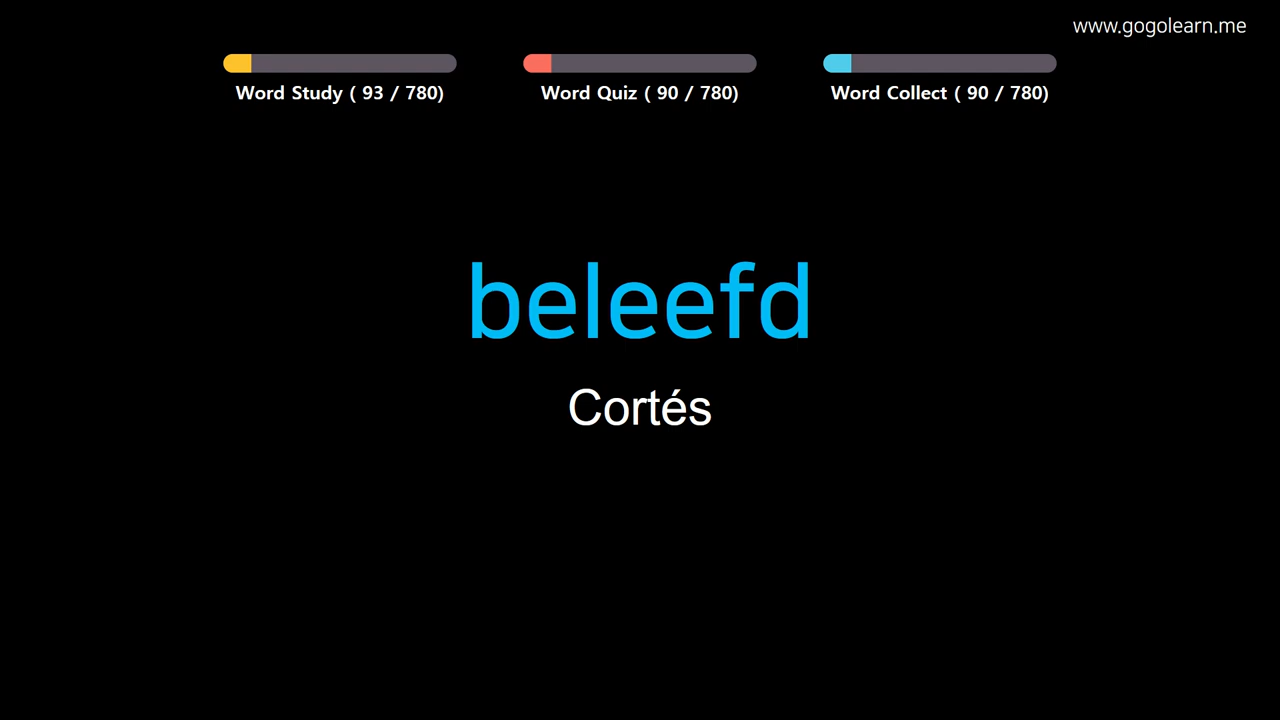 www.gogolearn.me
Word Study ( 93 / 780)
Word Quiz ( 90 / 780)
Word Collect ( 90 / 780)
beleefd
Cortés